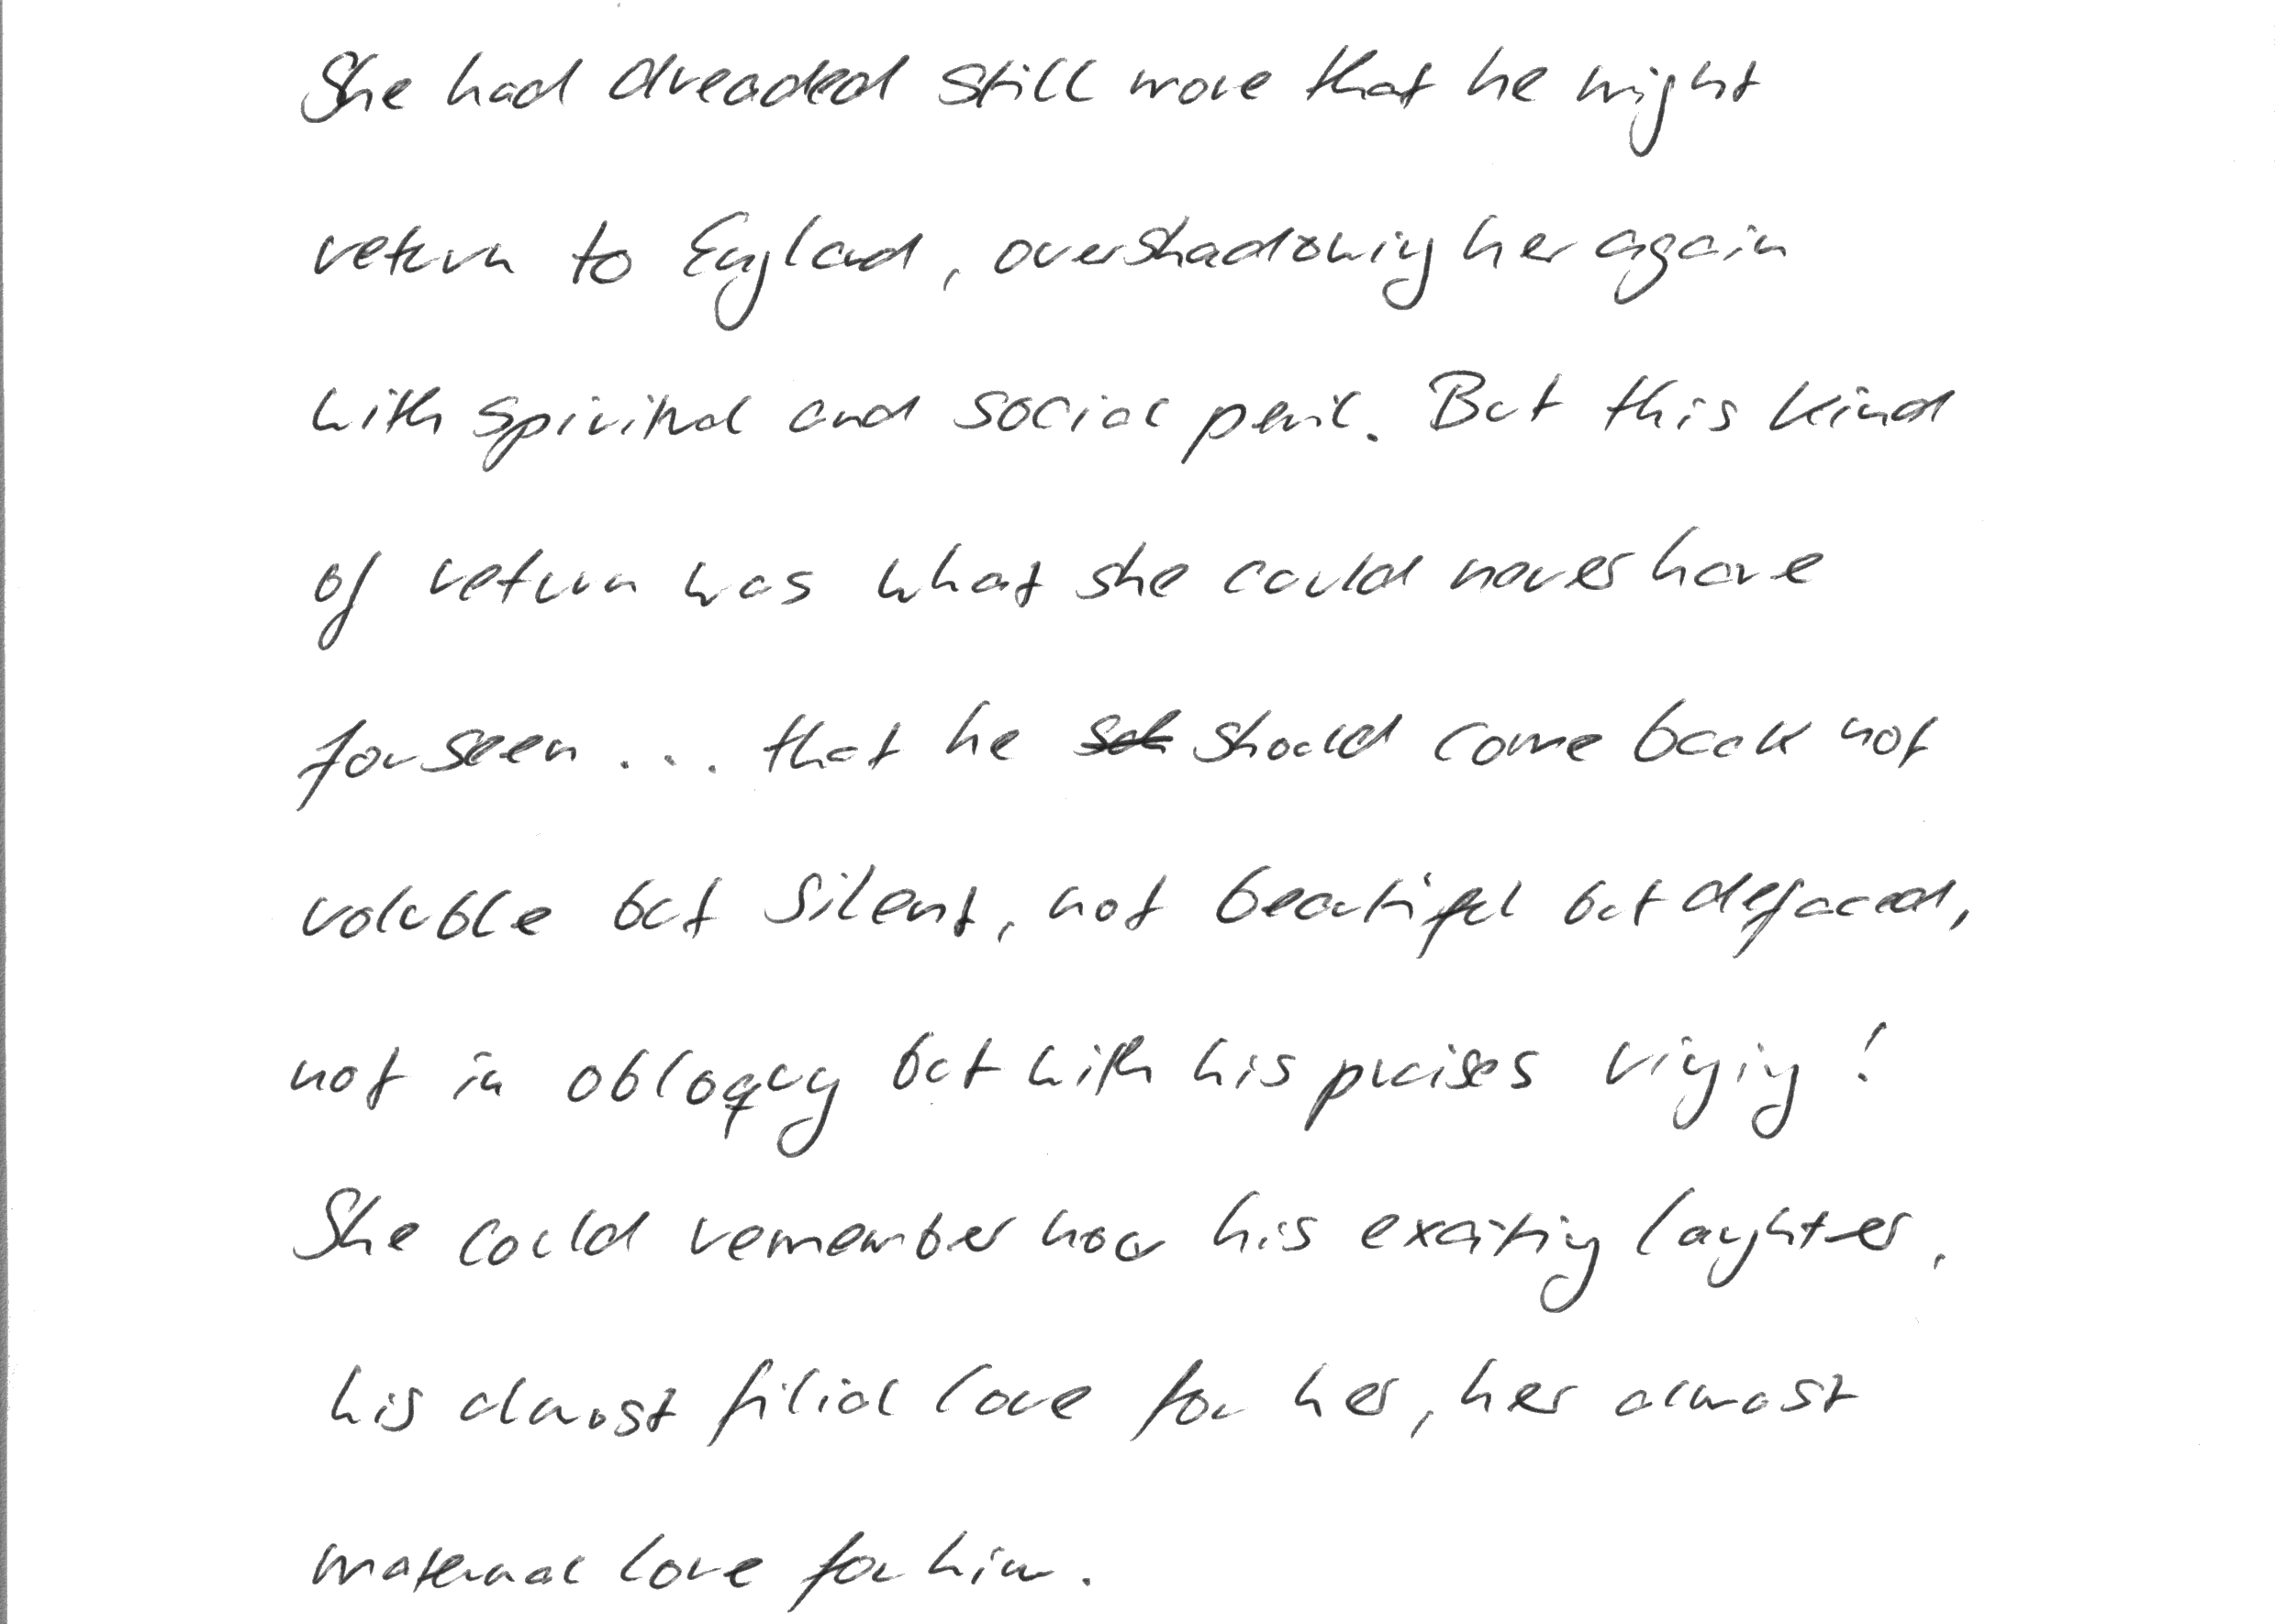 She had dreaded still more that he might
return to England, overshadowing her again
with spiritual and social peril. But this kind
of return was what she could never have
forseen ... that he should come back not
voluble but silent, not beautiful but defaced,
not in obloquy but with his praises ringing!
She could remember now his exciting laughter,
his almost filial love for her, her almost
maternal love for him.